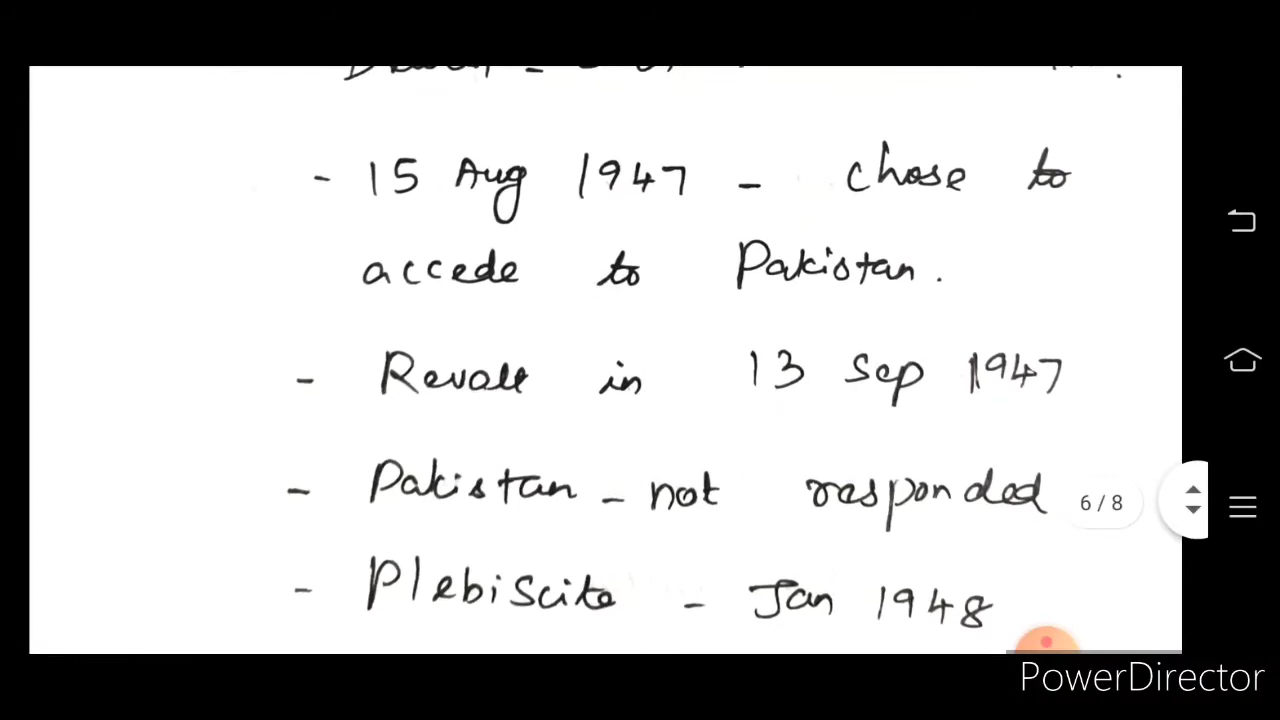 - 15 Aug 1947 - chose to
accede to Pakistan.
- Revolt in 13 Sep 1947
- Pakistan - not responded
6 / 8
- Plebiscite - Jan 1948
PowerDirector